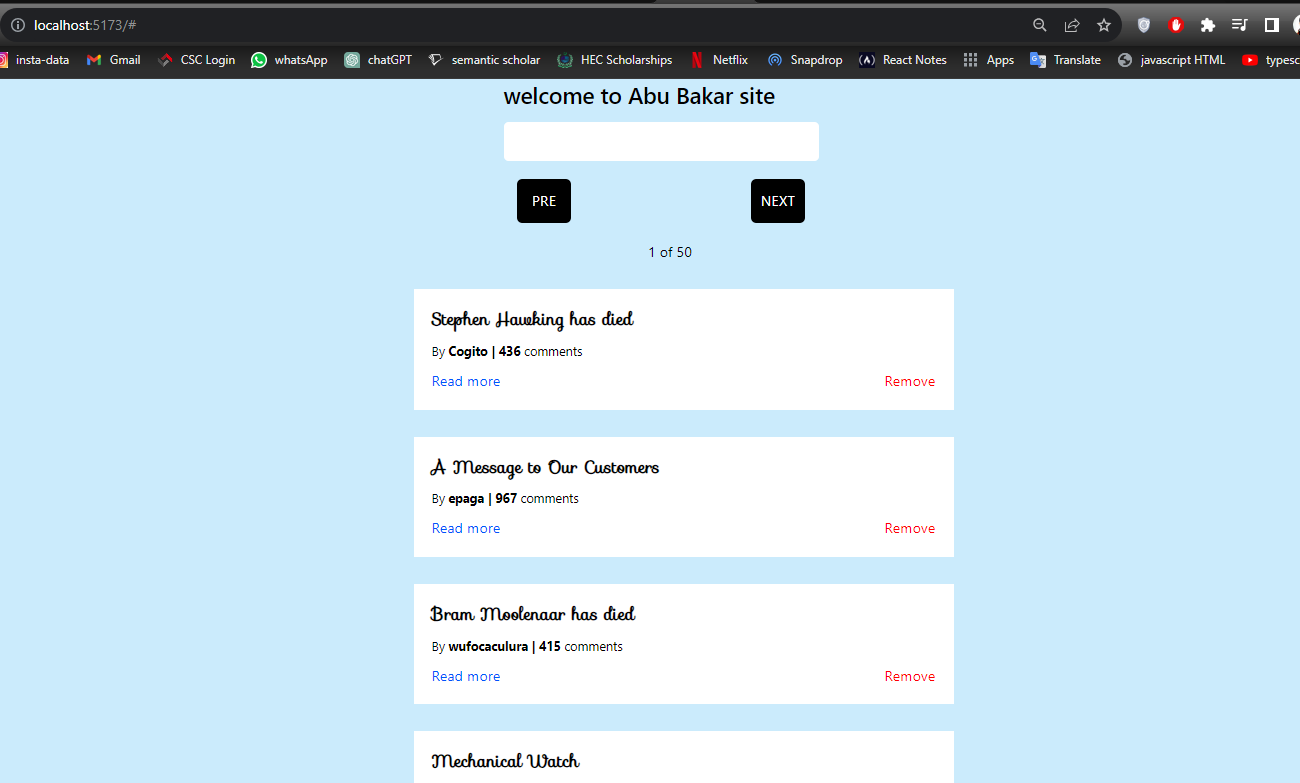 localhost:5173/#
insta-data Gmail CSC Login whatsApp chatGPT semantic scholar HEC Scholarships Netflix Snapdrop React Notes Apps Translate javascript HTML typesc
welcome to Abu Bakar site
PRE NEXT
1 of 50
Stephen Hawking has died
By Cogito | 436 comments
Read more Remove
A Message to Our Customers
By epaga | 967 comments
Read more Remove
Bram Moolenaar has died
By wufocaculura | 415 comments
Read more Remove
Mechanical Watch